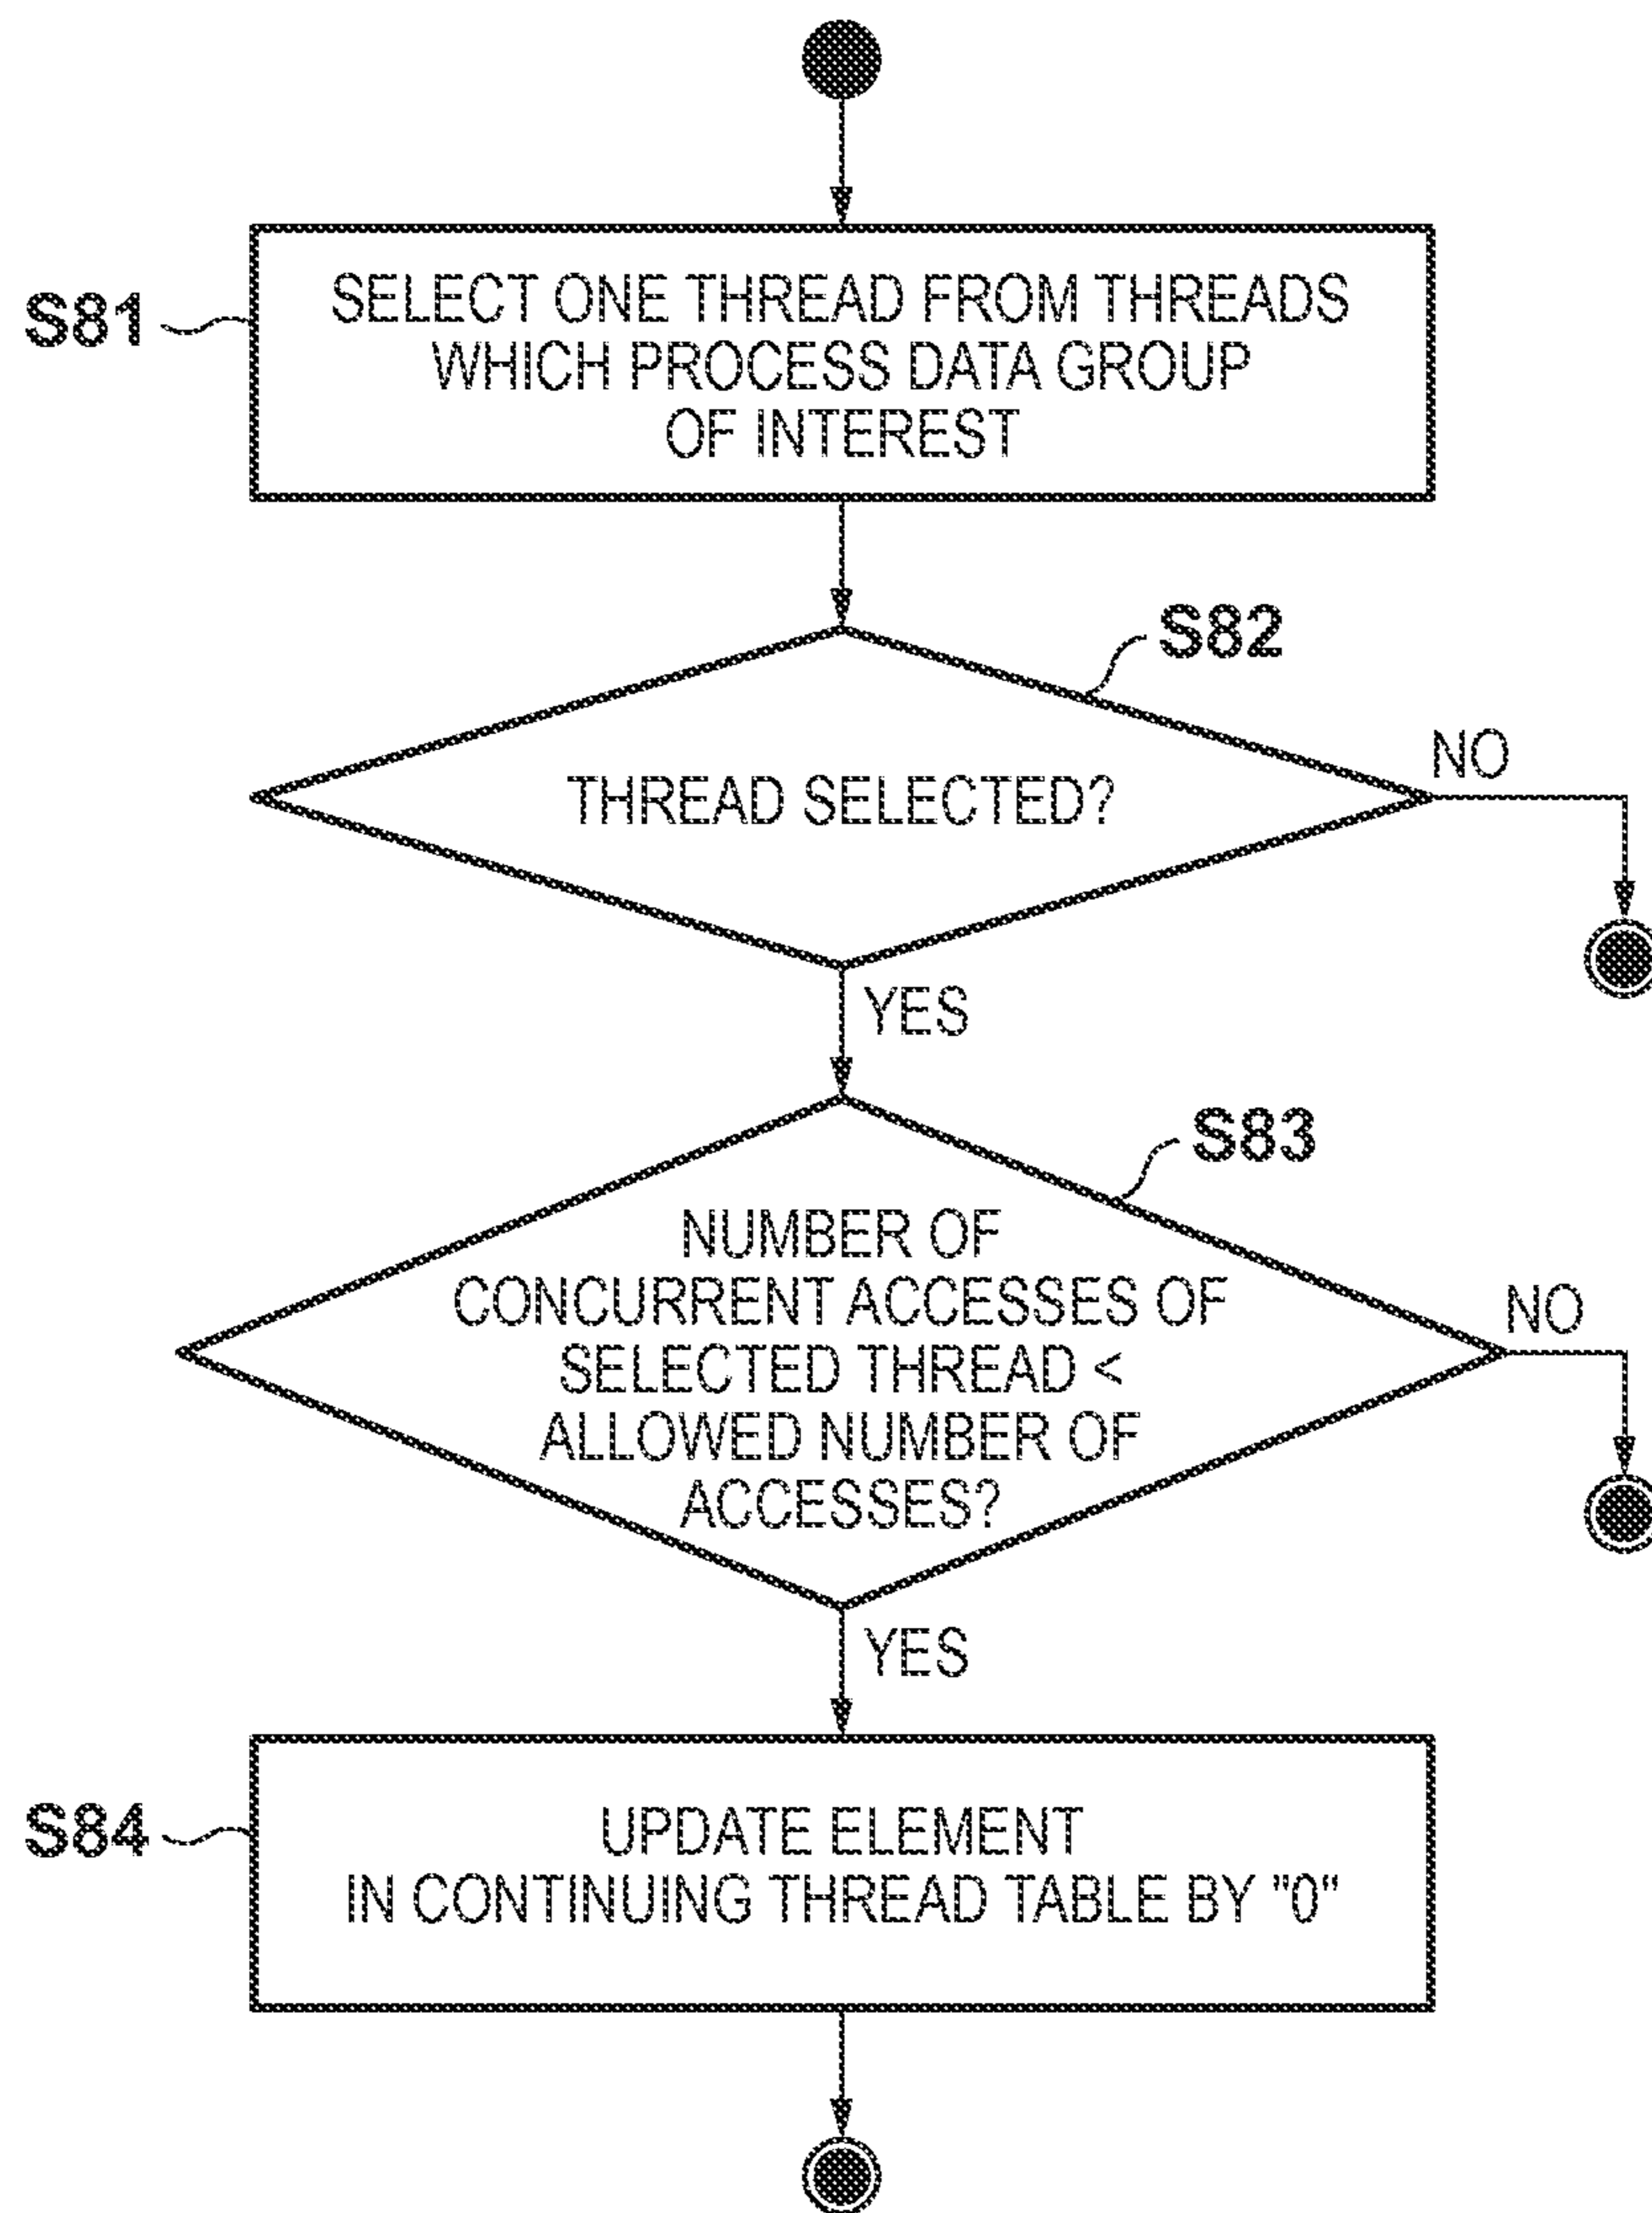 S81
SELECT ONE THREAD FROM THREADS
WHICH PROCESS DATA GROUP
OF INTEREST
S82
THREAD SELECTED?
NO
YES
S83
NUMBER OF
CONCURRENT ACCESSES OF
SELECTED THREAD <
ALLOWED NUMBER OF
ACCESSES?
NO
YES
S84
UPDATE ELEMENT
IN CONTINUING THREAD TABLE BY "0"